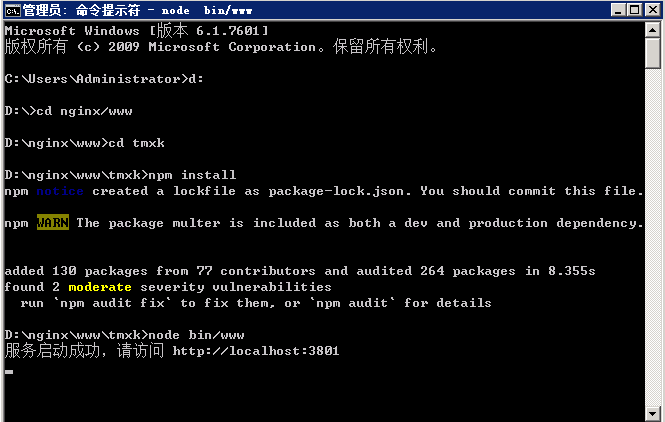 管理员: 命令提示符 - node  bin/www
Microsoft Windows [版本 6.1.7601]
版权所有 (c) 2009 Microsoft Corporation。保留所有权利。
C:\Users\Administrator>d:
D:\>cd nginx/www
D:\nginx\www>cd tmxk
D:\nginx\www\tmxk>npm install
npm notice created a lockfile as package-lock.json. You should commit this file.
npm WARN The package multer is included as both a dev and production dependency.
added 130 packages from 77 contributors and audited 264 packages in 8.355s
found 2 moderate severity vulnerabilities
  run `npm audit fix` to fix them, or `npm audit` for details
D:\nginx\www\tmxk>node bin/www
服务启动成功，请访问 http://localhost:3801